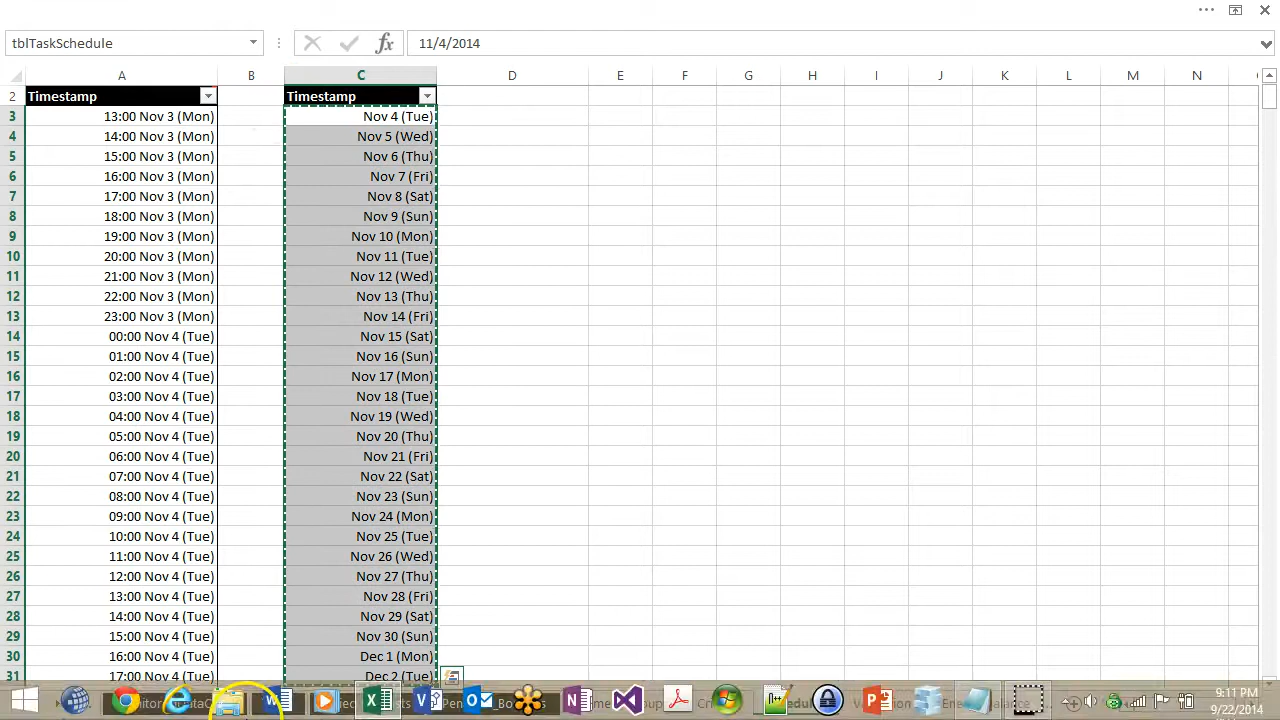 tblTaskSchedule
11/4/2014
A B C D E F G H I J K L M N
2 Timestamp Timestamp
3 13:00 Nov 3 (Mon) Nov 4 (Tue)
4 14:00 Nov 3 (Mon) Nov 5 (Wed)
5 15:00 Nov 3 (Mon) Nov 6 (Thu)
6 16:00 Nov 3 (Mon) Nov 7 (Fri)
7 17:00 Nov 3 (Mon) Nov 8 (Sat)
8 18:00 Nov 3 (Mon) Nov 9 (Sun)
9 19:00 Nov 3 (Mon) Nov 10 (Mon)
10 20:00 Nov 3 (Mon) Nov 11 (Tue)
11 21:00 Nov 3 (Mon) Nov 12 (Wed)
12 22:00 Nov 3 (Mon) Nov 13 (Thu)
13 23:00 Nov 3 (Mon) Nov 14 (Fri)
14 00:00 Nov 4 (Tue) Nov 15 (Sat)
15 01:00 Nov 4 (Tue) Nov 16 (Sun)
16 02:00 Nov 4 (Tue) Nov 17 (Mon)
17 03:00 Nov 4 (Tue) Nov 18 (Tue)
18 04:00 Nov 4 (Tue) Nov 19 (Wed)
19 05:00 Nov 4 (Tue) Nov 20 (Thu)
20 06:00 Nov 4 (Tue) Nov 21 (Fri)
21 07:00 Nov 4 (Tue) Nov 22 (Sat)
22 08:00 Nov 4 (Tue) Nov 23 (Sun)
23 09:00 Nov 4 (Tue) Nov 24 (Mon)
24 10:00 Nov 4 (Tue) Nov 25 (Tue)
25 11:00 Nov 4 (Tue) Nov 26 (Wed)
26 12:00 Nov 4 (Tue) Nov 27 (Thu)
27 13:00 Nov 4 (Tue) Nov 28 (Fri)
28 14:00 Nov 4 (Tue) Nov 29 (Sat)
29 15:00 Nov 4 (Tue) Nov 30 (Sun)
30 16:00 Nov 4 (Tue) Dec 1 (Mon)
31 17:00 Nov 4 (Tue) Dec 2 (Tue)
9:11 PM
9/22/2014